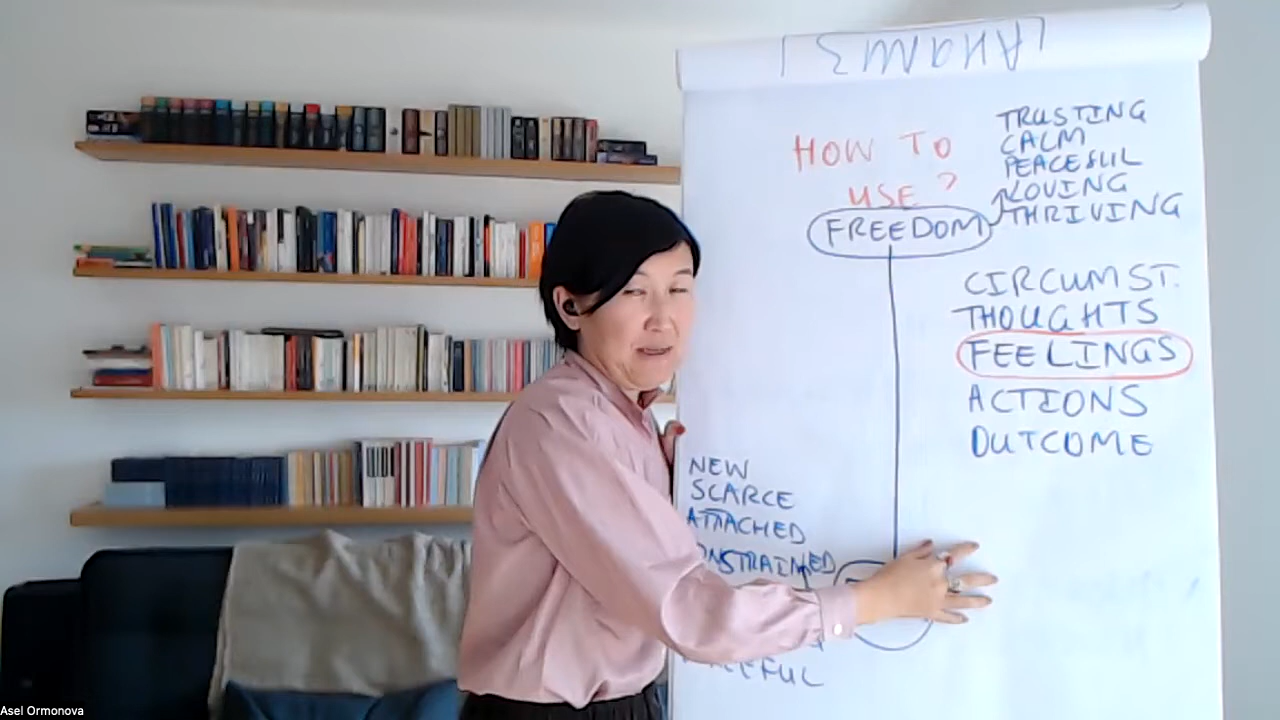 HOW TO
USE?
TRUSTING
CALM
PEACEFUL
LOVING
THRIVING
FREEDOM
CIRCUMST.
THOUGHTS
FEELINGS
ACTIONS
OUTCOME
NEW
SCARCE
ATTACHED
ONSTRAINED
Asel Ormonova